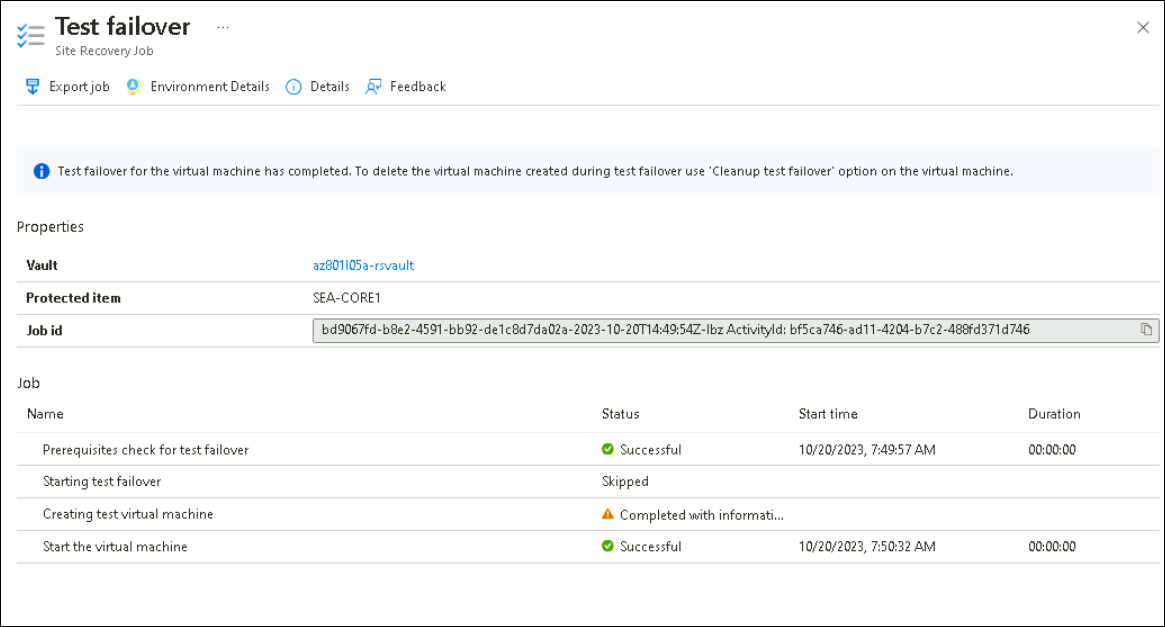 Test failover ...
Site Recovery Job
Export job Environment Details Details Feedback
Test failover for the virtual machine has completed. To delete the virtual machine created during test failover use 'Cleanup test failover' option on the virtual machine.
Properties
Vault az801l05a-rsvault
Protected item SEA-CORE1
Job id bd9067fd-b8e2-4591-bb92-de1c8d7da02a-2023-10-20T14:49:54Z-Ibz ActivityId: bf5ca746-ad11-4204-b7c2-488fd371d746
Job
Name Status Start time Duration
Prerequisites check for test failover Successful 10/20/2023, 7:49:57 AM 00:00:00
Starting test failover Skipped
Creating test virtual machine Completed with informati...
Start the virtual machine Successful 10/20/2023, 7:50:32 AM 00:00:00